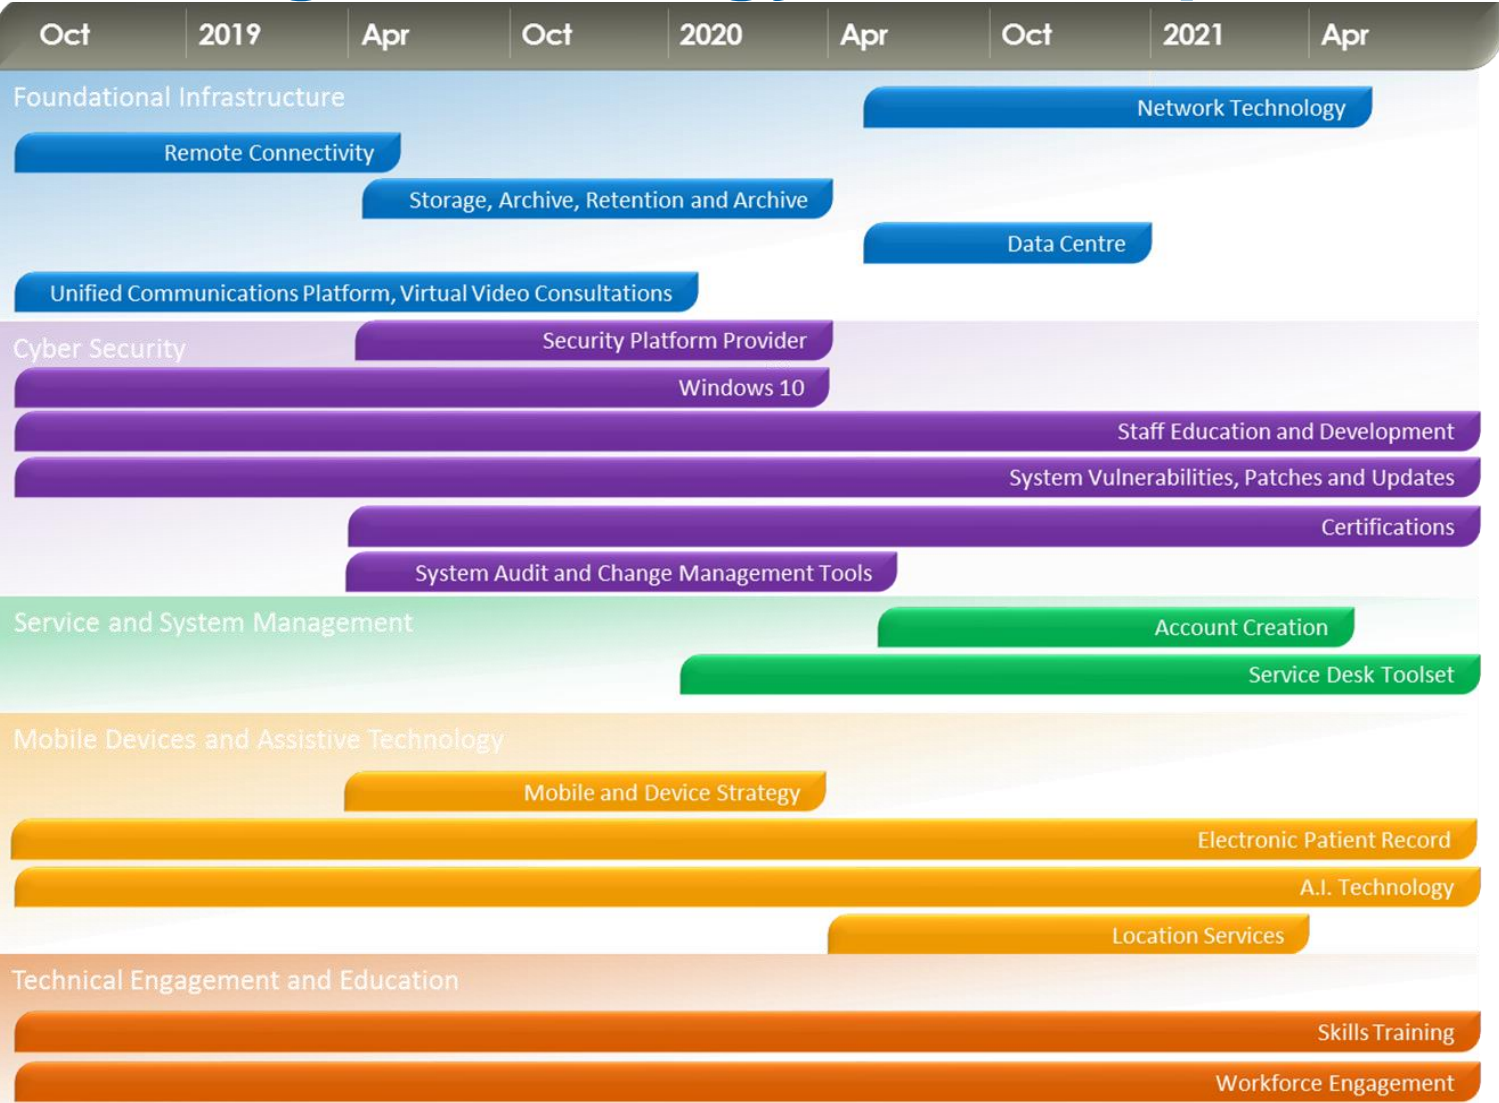 Oct 2019 Apr Oct 2020 Apr Oct 2021 Apr
Foundational Infrastructure
Network Technology
Remote Connectivity
Storage, Archive, Retention and Archive
Data Centre
Unified Communications Platform, Virtual Video Consultations
Cyber Security
Security Platform Provider
Windows 10
Staff Education and Development
System Vulnerabilities, Patches and Updates
Certifications
System Audit and Change Management Tools
Service and System Management
Account Creation
Service Desk Toolset
Mobile Devices and Assistive Technology
Mobile and Device Strategy
Electronic Patient Record
A.I. Technology
Location Services
Technical Engagement and Education
Skills Training
Workforce Engagement